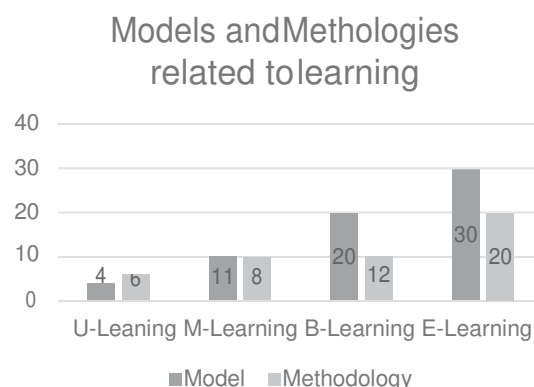 Models andMethologies
related tolearning
40
30
20
10
0
4 6 11 8 20 12 30 20
U-Leaning M-Learning B-Learning E-Learning
Model Methodology